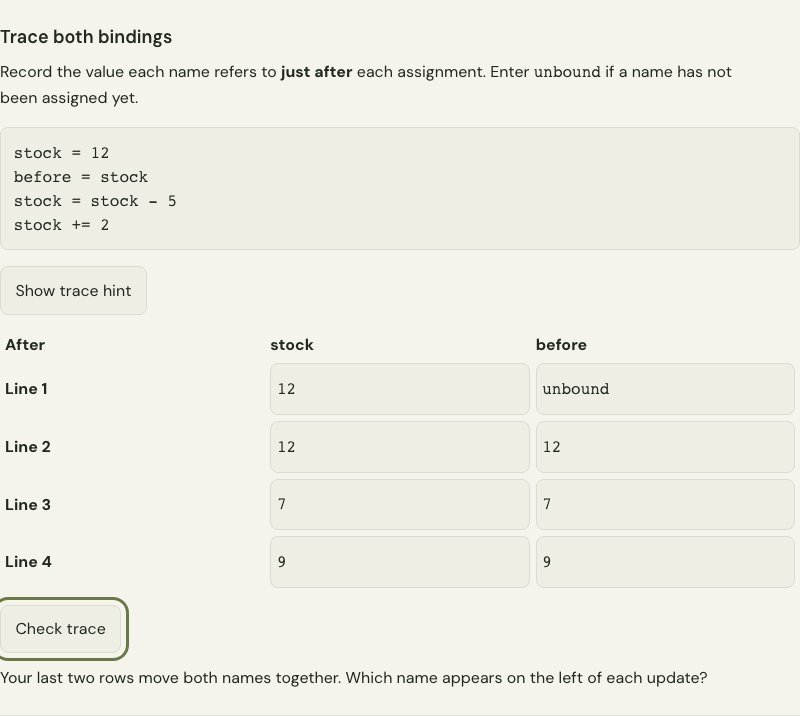 Trace both bindings
Record the value each name refers to just after each assignment. Enter unbound if a name has not
been assigned yet.
stock = 12
before = stock
stock = stock - 5
stock += 2
Show trace hint
After stock before
Line 1 12 unbound
Line 2 12 12
Line 3 7 7
Line 4 9 9
Check trace
Your last two rows move both names together. Which name appears on the left of each update?